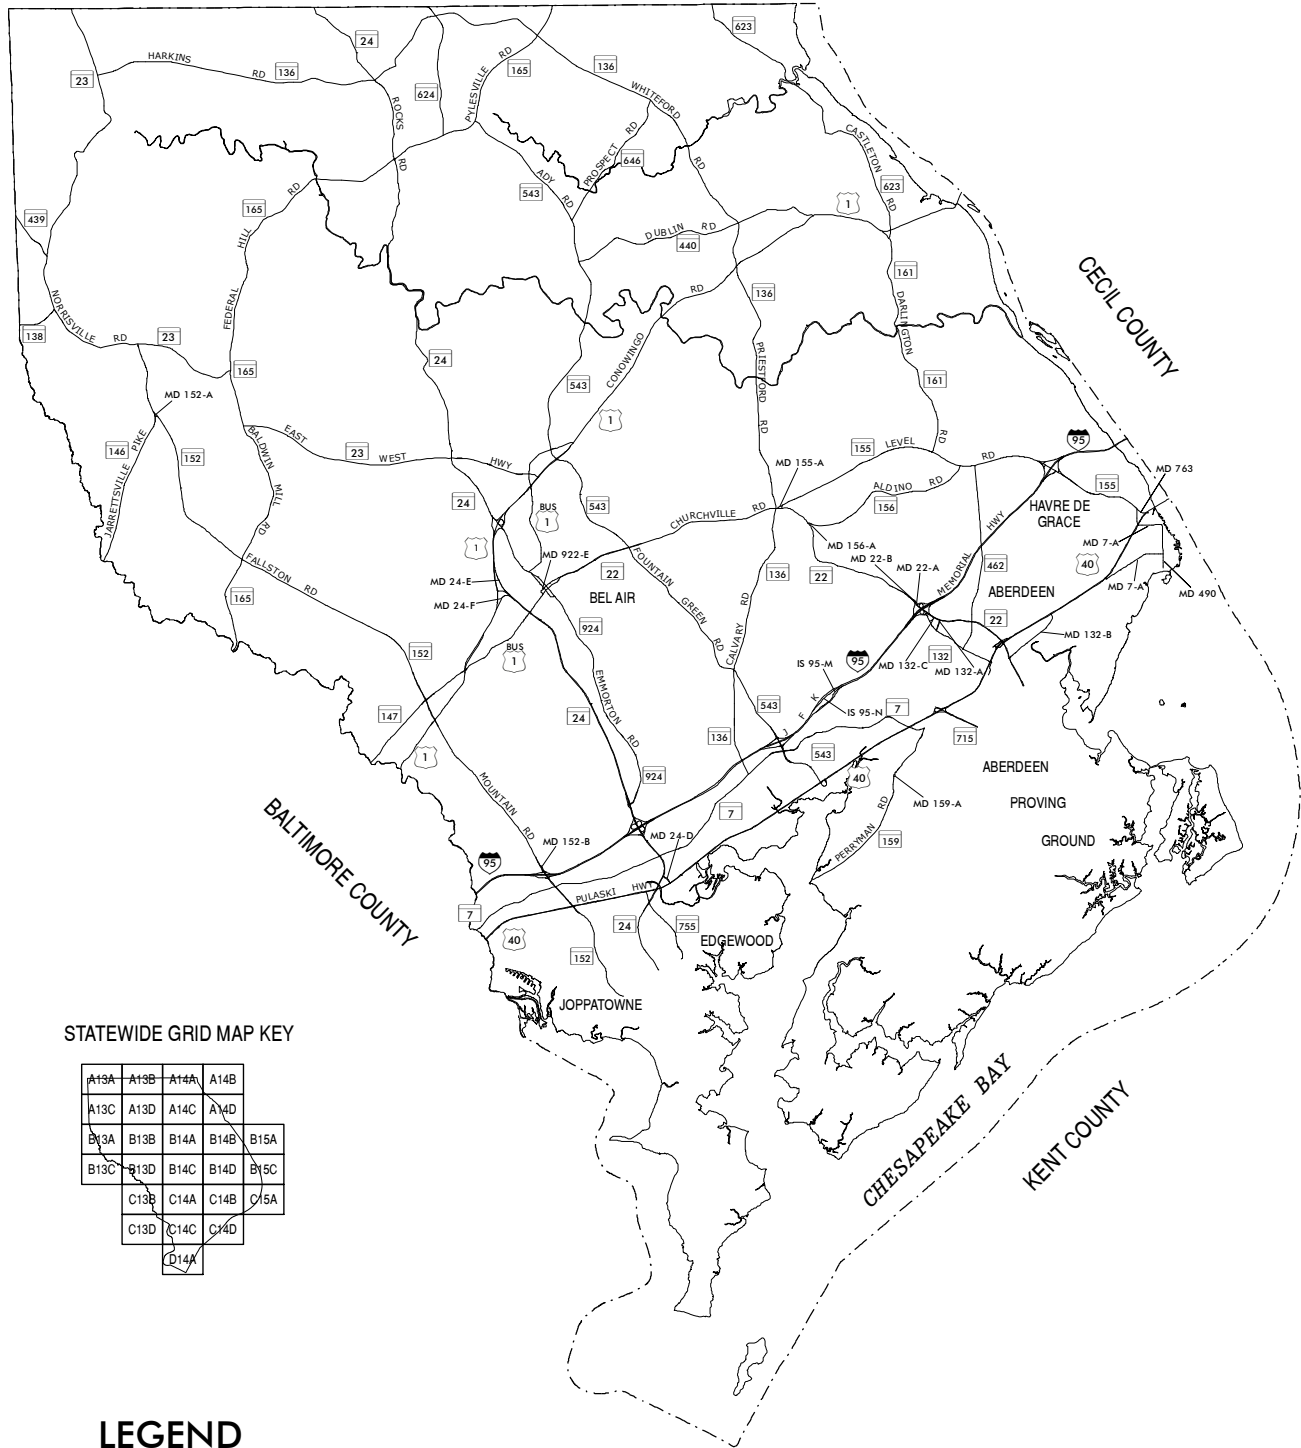 623
24
HARKINS RD
136
23
165
136
624
PYLESVILLE RD
WHITEFORD RD
ROCKS RD
CASTLETON RD
PROSPECT RD
646
ADY RD
543
623
165
HILL RD
439
1
DUBLIN RD
440
161
CECIL COUNTY
FEDERAL
NORRISVILLE RD
23
138
136
DARLINGTON RD
CONOWINGO RD
PRIESTFORD RD
24
165
543
161
MD 152-A
1
BALDWIN MILL RD
EAST WEST HWY
23
146
152
JARRETTSVILLE PIKE
155
LEVEL RD
95
MD 155-A
ALDINO RD
156
155
MD 763
24
543
BUS
1
CHURCHVILLE RD
HAVRE DE
GRACE
MEMORIAL HWY
1
MD 922-E
FOUNTAIN GREEN RD
MD 156-A
MD 22-B
MD 22-A
MD 7-A
40
462
FALLSTON RD
MD 24-E
22
136
22
MD 7-A
MD 490
165
MD 24-F
BEL AIR
ABERDEEN
22
924
CALVARY RD
MD 132-B
152
BUS
1
132
MD 132-C
MD 132-A
95
IS 95-M
EMMORTON RD
543
J F K
IS 95-N
7
147
24
136
715
543
1
924
40
ABERDEEN
PROVING
GROUND
MOUNTAIN RD
7
MD 159-A
PERRYMAN RD
159
BALTIMORE COUNTY
MD 24-D
MD 152-B
95
PULASKI HWY
7
24
755
40
EDGEWOOD
152
JOPPATOWNE
CHESAPEAKE BAY
KENT COUNTY
STATEWIDE GRID MAP KEY
A13A A13B A14A A14B
A13C A13D A14C A14D
B13A B13B B14A B14B B15A
B13C B13D B14C B14D B15C
C13B C14A C14B C15A
C13D C14C C14D
D14A
LEGEND